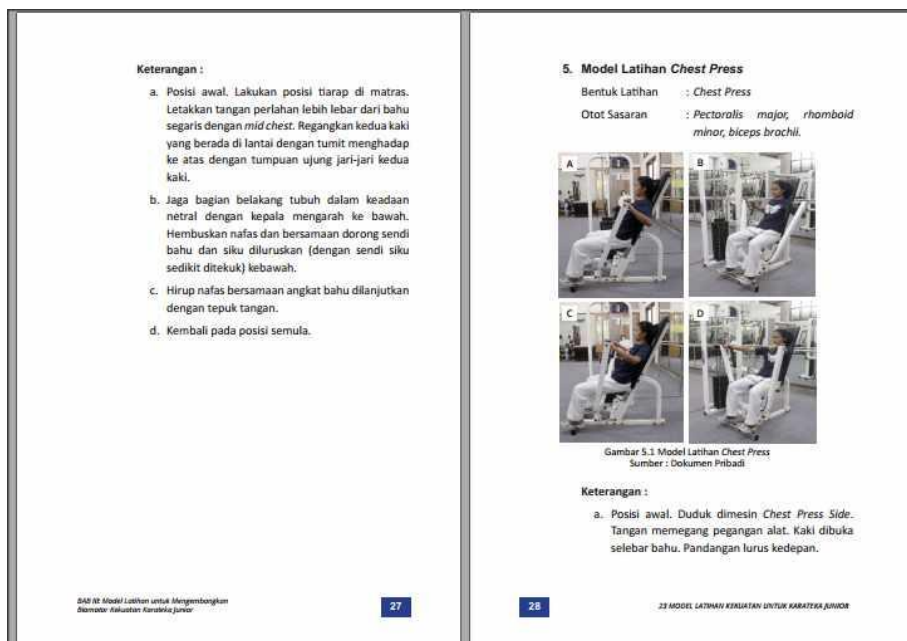 Keterangan :
a. Posisi awal. Lakukan posisi tiarap di matras.
Letakkan tangan perlahan lebih lebar dari bahu
segaris dengan mid chest. Regangkan kedua kaki
yang berada di lantai dengan tumit menghadap
ke atas dengan tumpuan ujung jari-jari kedua
kaki.
b. Jaga bagian belakang tubuh dalam keadaan
netral dengan kepala mengarah ke bawah.
Hembuskan nafas dan bersamaan dorong sendi
bahu dan siku diluruskan (dengan sendi siku
sedikit ditekuk) kebawah.
c. Hirup nafas bersamaan angkat bahu dilanjutkan
dengan tepuk tangan.
d. Kembali pada posisi semula.
BAB III: Model Latihan untuk Mengembangkan
Biomotor Kekuatan Karateka Junior
27
5. Model Latihan Chest Press
Bentuk Latihan : Chest Press
Otot Sasaran : Pectoralis major, rhomboid
minor, biceps brachii.
A
B
C
D
Gambar 5.1 Model Latihan Chest Press
Sumber : Dokumen Pribadi
Keterangan :
a. Posisi awal. Duduk dimesin Chest Press Side.
Tangan memegang pegangan alat. Kaki dibuka
selebar bahu. Pandangan lurus kedepan.
28
23 MODEL LATIHAN KEKUATAN UNTUK KARATEKA JUNIOR